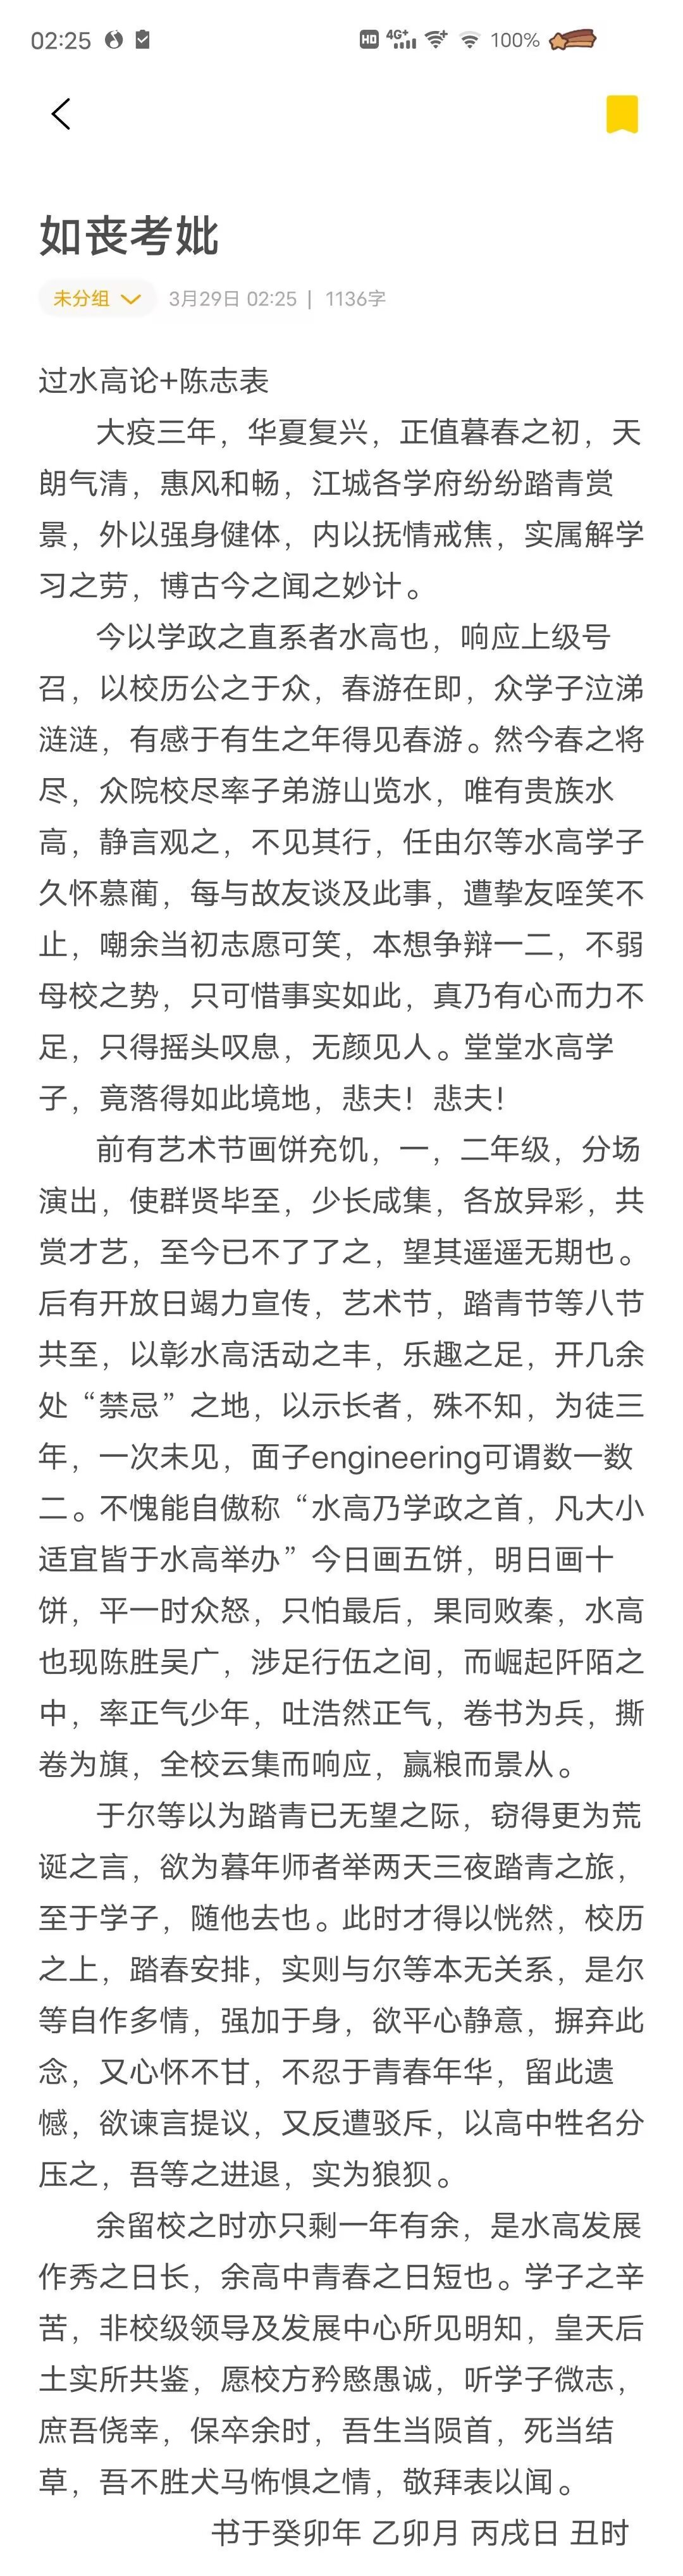 02:25 HD 4G+ 100%
如丧考妣
未分组 3月29日 02:25 | 1136字
过水高论+陈志表
大疫三年，华夏复兴，正值暮春之初，天
朗气清，惠风和畅，江城各学府纷纷踏青赏
景，外以强身健体，内以抚情戒焦，实属解学
习之劳，博古今之闻之妙计。
今以学政之直系者水高也，响应上级号
召，以校历公之于众，春游在即，众学子泣涕
涟涟，有感于有生之年得见春游。然今春之将
尽，众院校尽率子弟游山览水，唯有贵族水
高，静言观之，不见其行，任由尔等水高学子
久怀慕蔺，每与故友谈及此事，遭挚友咥笑不
止，嘲余当初志愿可笑，本想争辩一二，不弱
母校之势，只可惜事实如此，真乃有心而力不
足，只得摇头叹息，无颜见人。堂堂水高学
子，竟落得如此境地，悲夫！悲夫！
前有艺术节画饼充饥，一，二年级，分场
演出，使群贤毕至，少长咸集，各放异彩，共
赏才艺，至今已不了了之，望其遥遥无期也。
后有开放日竭力宣传，艺术节，踏青节等八节
共至，以彰水高活动之丰，乐趣之足，开几余
处“禁忌”之地，以示长者，殊不知，为徒三
年，一次未见，面子engineering可谓数一数
二。不愧能自傲称“水高乃学政之首，凡大小
适宜皆于水高举办”今日画五饼，明日画十
饼，平一时众怒，只怕最后，果同败秦，水高
也现陈胜吴广，涉足行伍之间，而崛起阡陌之
中，率正气少年，吐浩然正气，卷书为兵，撕
卷为旗，全校云集而响应，赢粮而景从。
于尔等以为踏青已无望之际，窃得更为荒
诞之言，欲为暮年师者举两天三夜踏青之旅，
至于学子，随他去也。此时才得以恍然，校历
之上，踏春安排，实则与尔等本无关系，是尔
等自作多情，强加于身，欲平心静意，摒弃此
念，又心怀不甘，不忍于青春年华，留此遗
憾，欲谏言提议，又反遭驳斥，以高中牲名分
压之，吾等之进退，实为狼狈。
余留校之时亦只剩一年有余，是水高发展
作秀之日长，余高中青春之日短也。学子之辛
苦，非校级领导及发展中心所见明知，皇天后
土实所共鉴，愿校方矜愍愚诚，听学子微志，
庶吾侥幸，保卒余时，吾生当陨首，死当结
草，吾不胜犬马怖惧之情，敬拜表以闻。
书于癸卯年 乙卯月 丙戌日 丑时